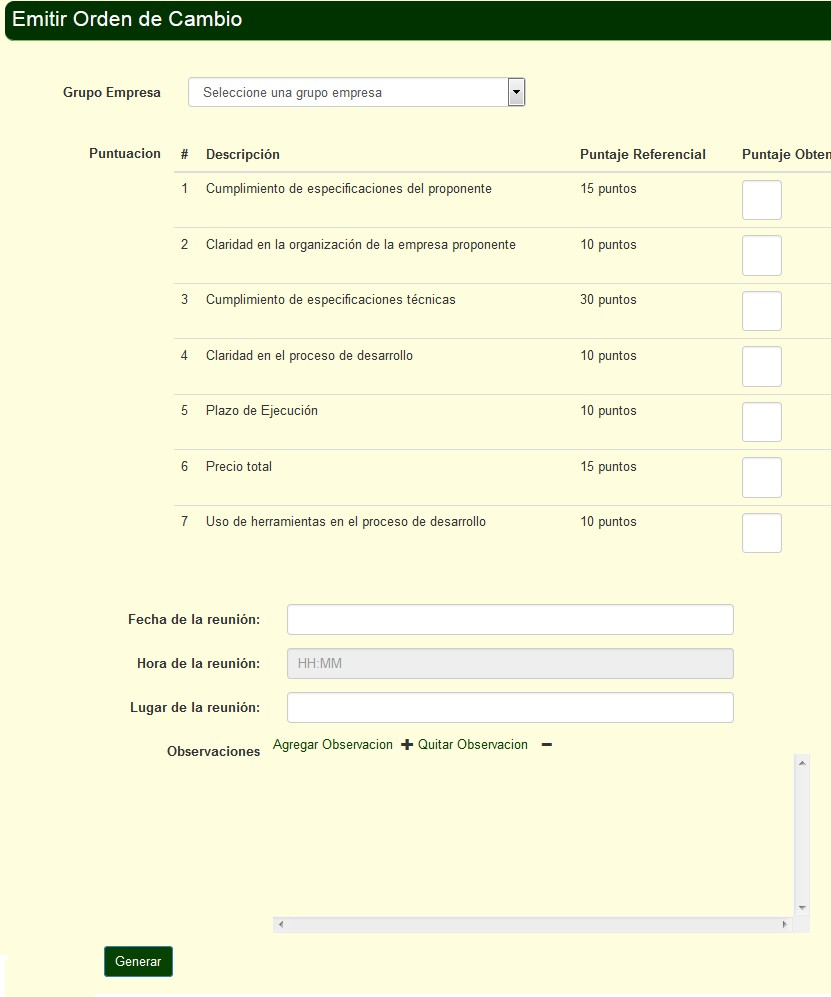 Emitir Orden de Cambio
Grupo Empresa Seleccione una grupo empresa
Puntuacion # Descripción Puntaje Referencial Puntaje Obten
1 Cumplimiento de especificaciones del proponente 15 puntos
2 Claridad en la organización de la empresa proponente 10 puntos
3 Cumplimiento de especificaciones técnicas 30 puntos
4 Claridad en el proceso de desarrollo 10 puntos
5 Plazo de Ejecución 10 puntos
6 Precio total 15 puntos
7 Uso de herramientas en el proceso de desarrollo 10 puntos
Fecha de la reunión:
Hora de la reunión: HH:MM
Lugar de la reunión:
Observaciones Agregar Observacion Quitar Observacion
Generar